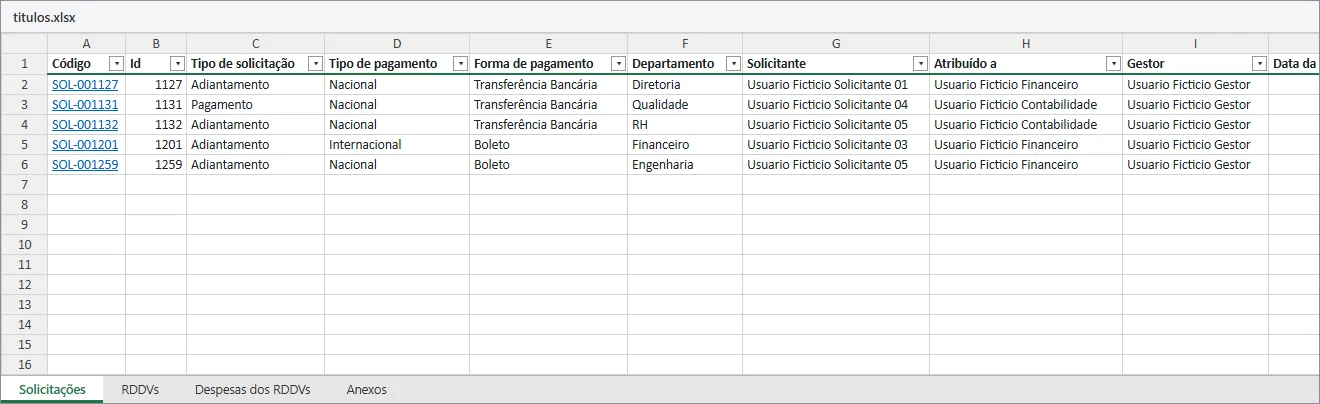 titulos.xlsx
A B C D E F G H I
1 Código Id Tipo de solicitação Tipo de pagamento Forma de pagamento Departamento Solicitante Atribuído a Gestor Data da
2 SOL-001127 1127 Adiantamento Nacional Transferência Bancária Diretoria Usuario Ficticio Solicitante 01 Usuario Ficticio Financeiro Usuario Ficticio Gestor
3 SOL-001131 1131 Pagamento Nacional Transferência Bancária Qualidade Usuario Ficticio Solicitante 04 Usuario Ficticio Contabilidade Usuario Ficticio Gestor
4 SOL-001132 1132 Adiantamento Nacional Transferência Bancária RH Usuario Ficticio Solicitante 05 Usuario Ficticio Contabilidade Usuario Ficticio Gestor
5 SOL-001201 1201 Adiantamento Internacional Boleto Financeiro Usuario Ficticio Solicitante 03 Usuario Ficticio Financeiro Usuario Ficticio Gestor
6 SOL-001259 1259 Adiantamento Nacional Boleto Engenharia Usuario Ficticio Solicitante 05 Usuario Ficticio Financeiro Usuario Ficticio Gestor
7
8
9
10
11
12
13
14
15
16
Solicitações RDDVs Despesas dos RDDVs Anexos